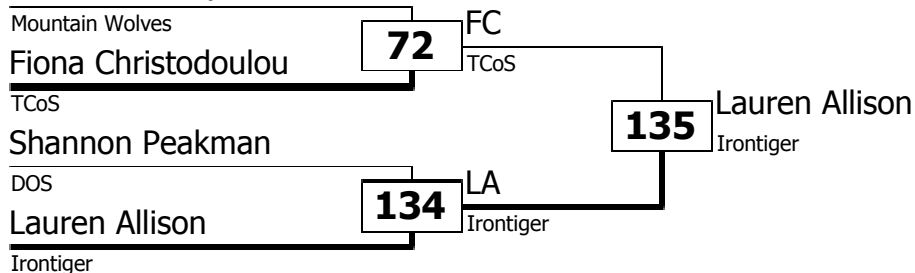 Mountain Wolves
Fiona Christodoulou
TCoS
Shannon Peakman
DOS
Lauren Allison
Irontiger
72
FC
TCoS
134
LA
Irontiger
135
Lauren Allison
Irontiger